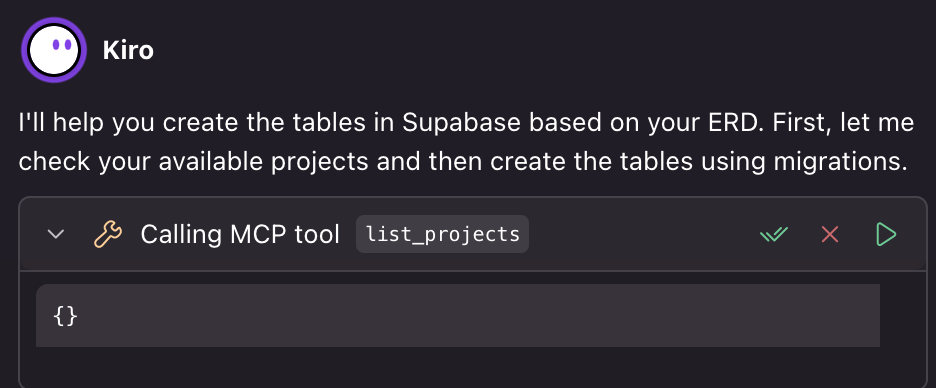 Kiro
I'll help you create the tables in Supabase based on your ERD. First, let me
check your available projects and then create the tables using migrations.
Calling MCP tool list_projects
{}